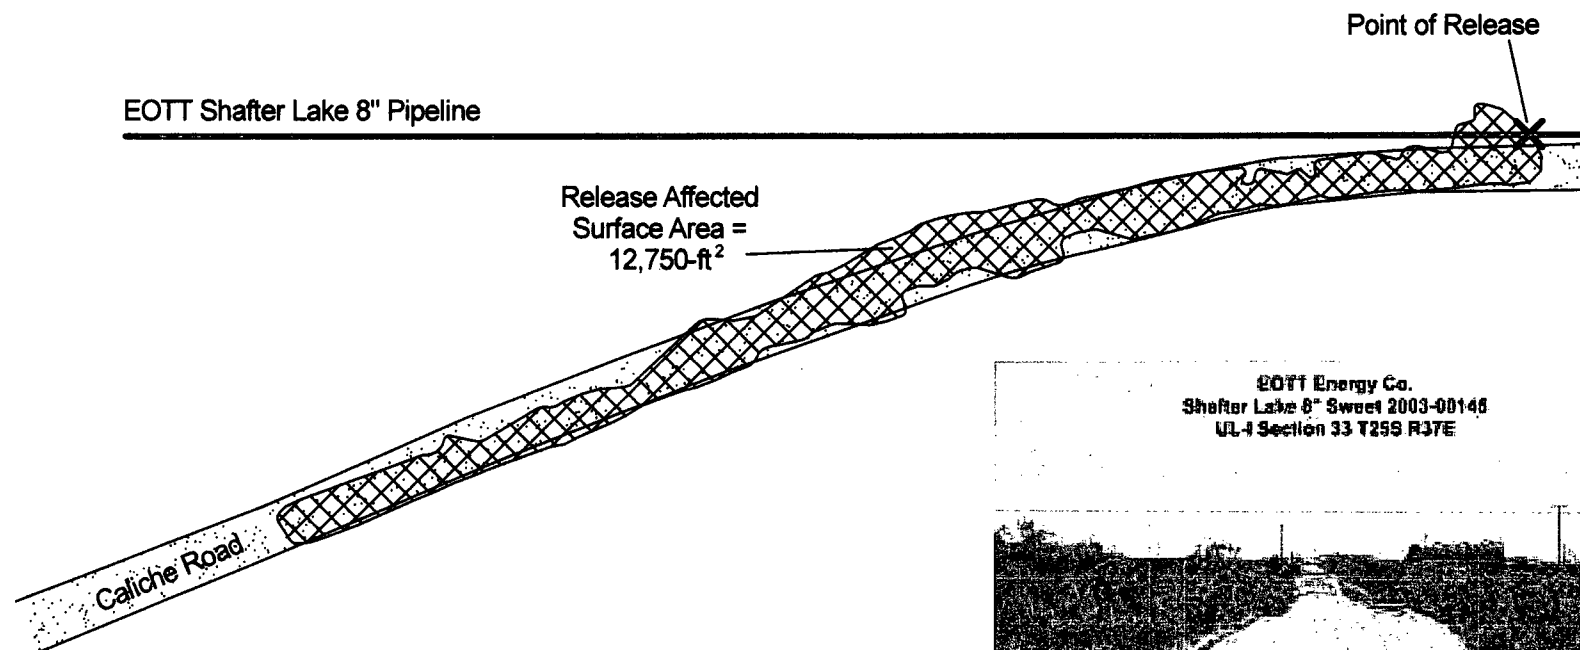 Point of Release
EOTT Shafter Lake 8" Pipeline
Release Affected
Surface Area =
12,750-ft²
EOTT Energy Co.
Shafter Lake 8" Sweet 2003-00145
UL-I Section 33 T25S R37E
Caliche Road